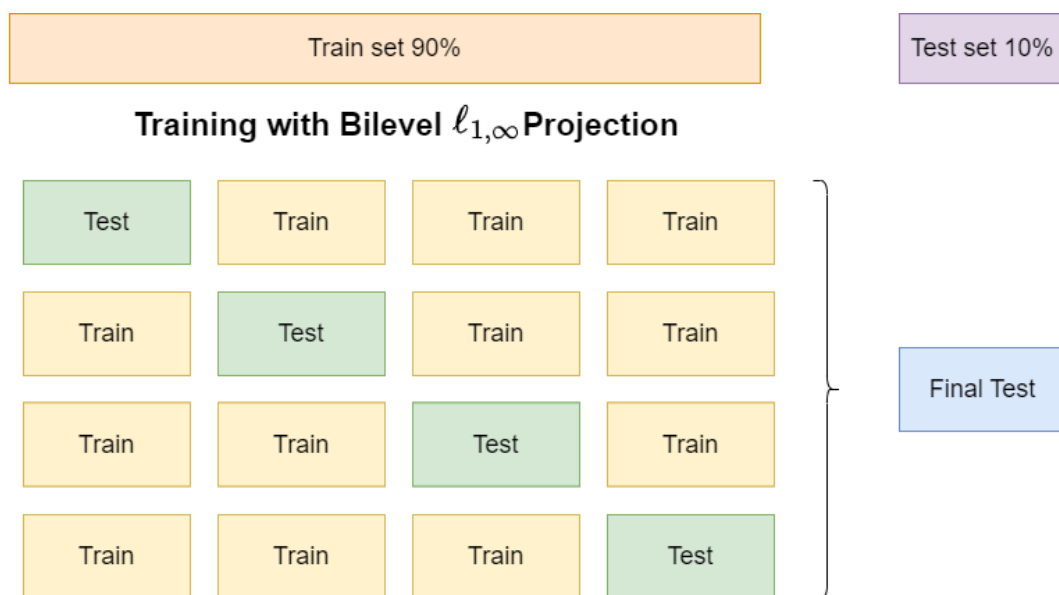 Train set 90%
Test set 10%
Training with Bilevel ℓ1,∞ Projection
Test Train Train Train
Train Test Train Train
Final Test
Train Train Test Train
Train Train Train Test